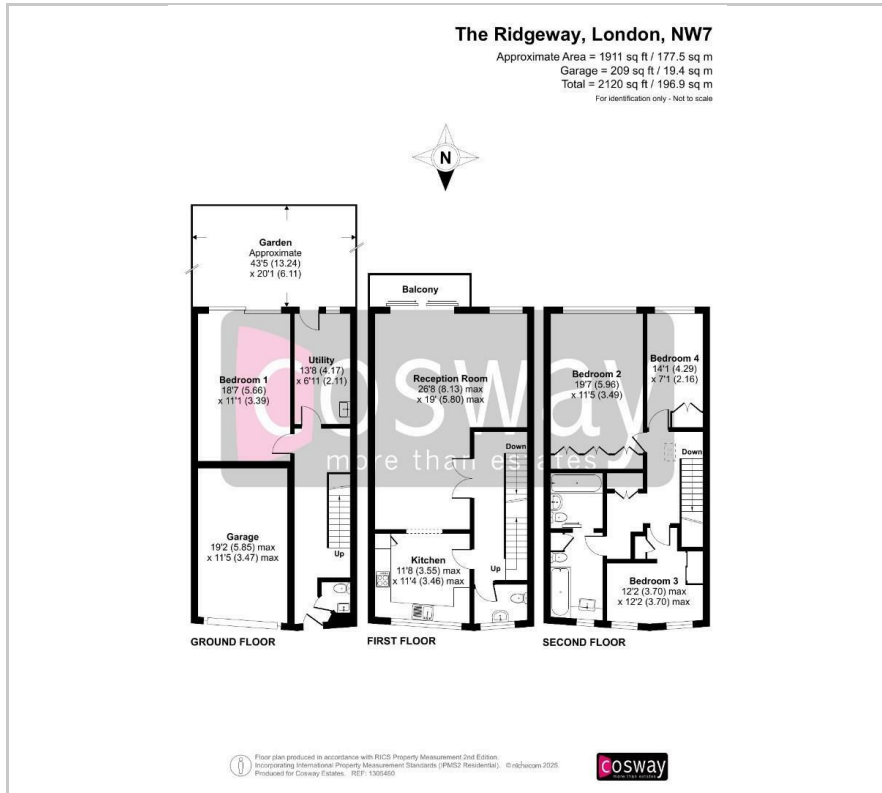 The Ridgeway, London, NW7
Approximate Area = 1911 sq ft / 177.5 sq m
Garage = 209 sq ft / 19.4 sq m
Total = 2120 sq ft / 196.9 sq m
For identification only - Not to scale
N
Garden
Approximate
43'5 (13.24)
x 20'1 (6.11)
Bedroom 1
18'7 (5.66)
x 11'1 (3.39)
Utility
13'8 (4.17)
x 6'11 (2.11)
Garage
19'2 (5.85) max
x 11'5 (3.47) max
Up
GROUND FLOOR
Balcony
Reception Room
26'8 (8.13) max
x 19' (5.80) max
Down
Kitchen
11'8 (3.55) max
x 11'4 (3.46) max
Up
FIRST FLOOR
Bedroom 2
19'7 (5.96)
x 11'5 (3.49)
Bedroom 4
14'1 (4.29)
x 7'1 (2.16)
Down
Bedroom 3
12'2 (3.70) max
x 12'2 (3.70) max
SECOND FLOOR
cosway
more than estates
Floor plan produced in accordance with RICS Property Measurement 2nd Edition.
Incorporating International Property Measurement Standards (IPMS2 Residential). © nichecom 2025.
Produced for Cosway Estates. REF:
cosway
more than estates